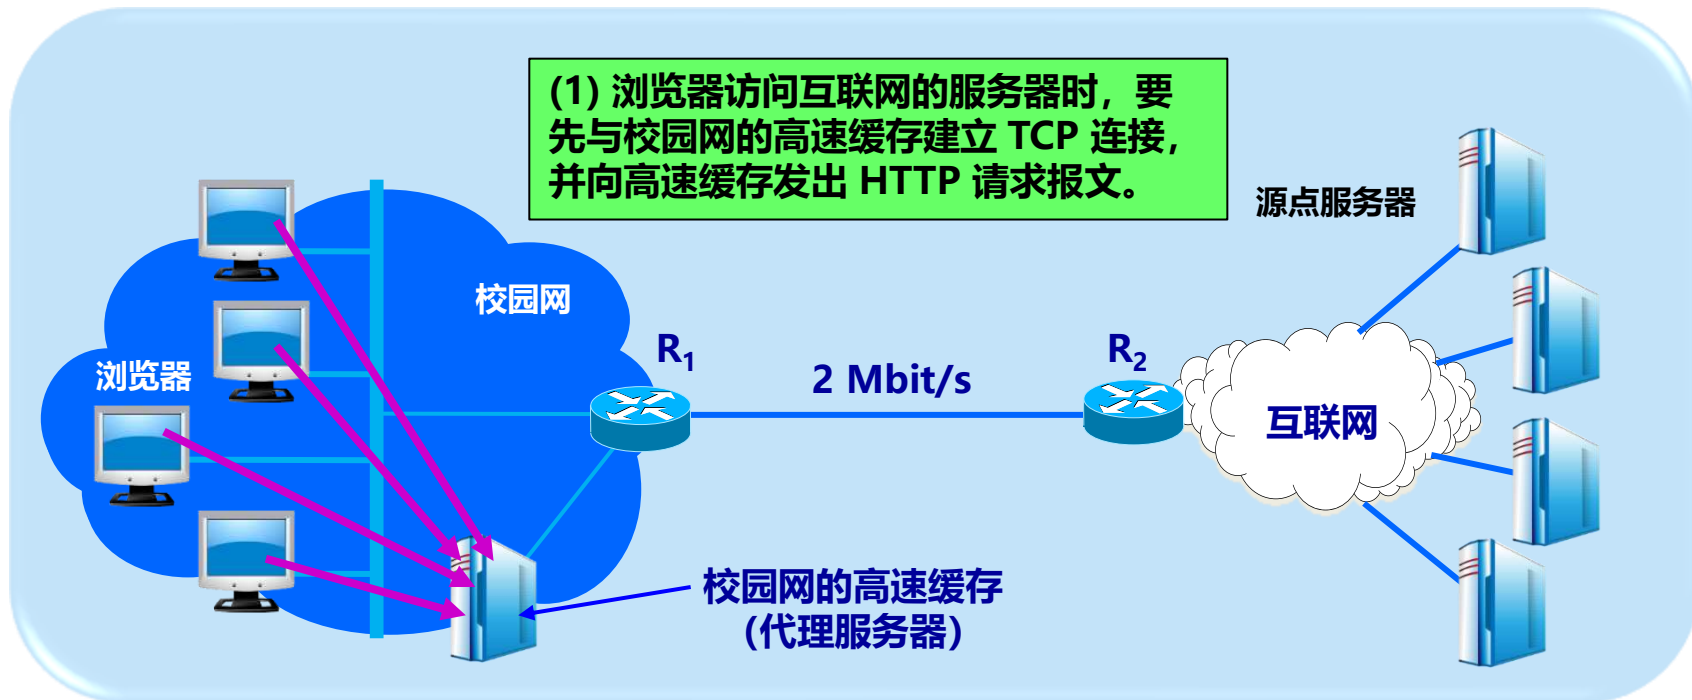 (1) 浏览器访问互联网的服务器时，要
先与校园网的高速缓存建立 TCP 连接，
并向高速缓存发出 HTTP 请求报文。
源点服务器
校园网
浏览器
R₁
2 Mbit/s
R₂
互联网
校园网的高速缓存
(代理服务器)